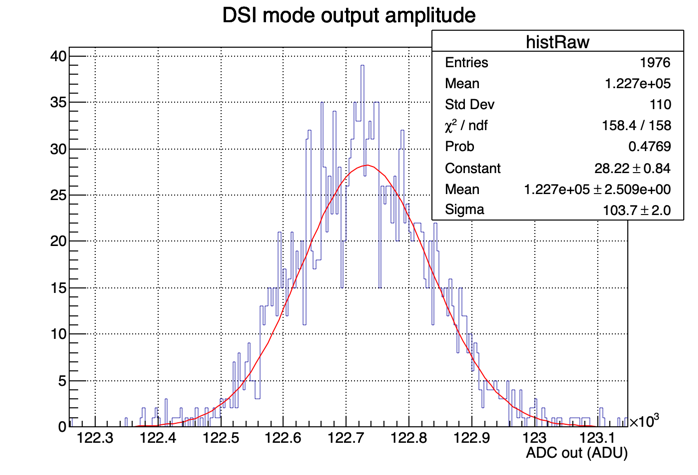 DSI mode output amplitude
histRaw
Entries 1976
Mean 1.227e+05
Std Dev 110
χ² / ndf 158.4 / 158
Prob 0.4769
Constant 28.22 ± 0.84
Mean 1.227e+05 ± 2.509e+00
Sigma 103.7 ± 2.0
40
35
30
25
20
15
10
5
0
122.3 122.4 122.5 122.6 122.7 122.8 122.9 123 123.1
×10³
ADC out (ADU)